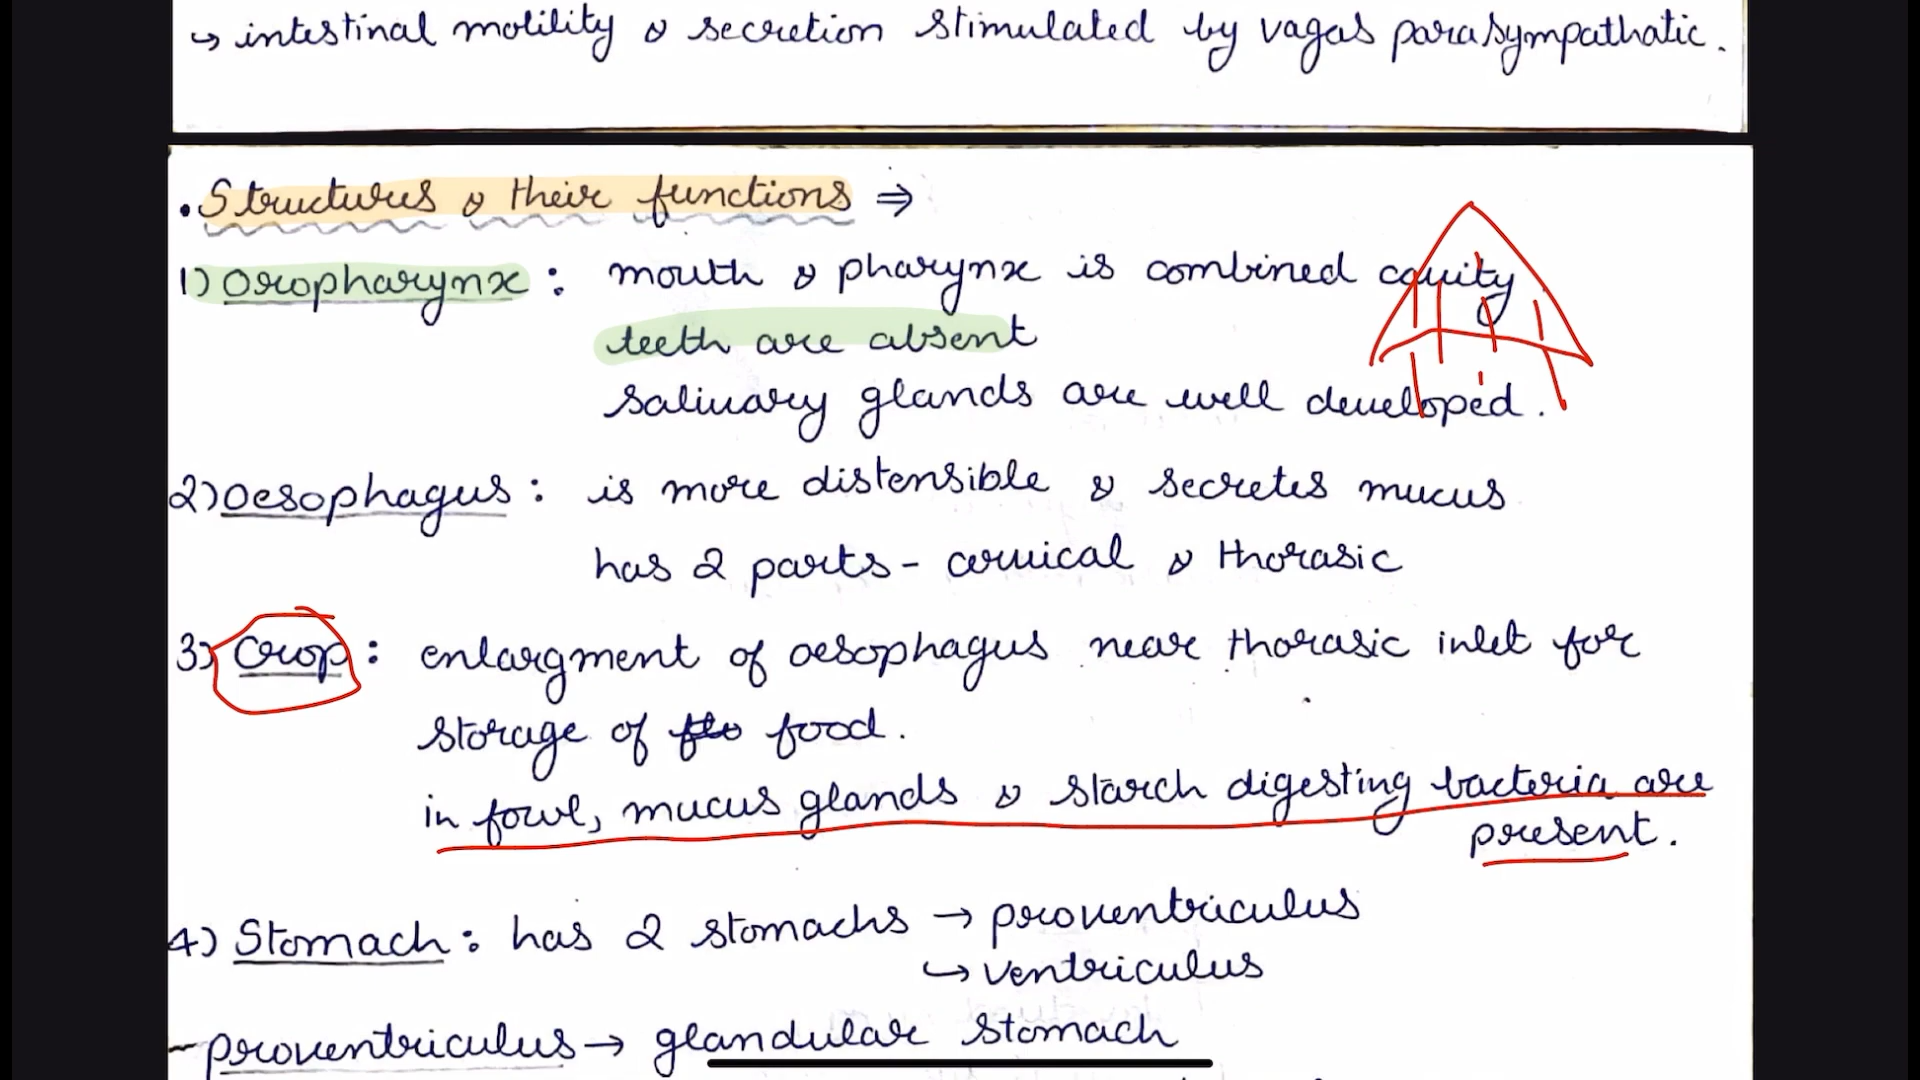 ↳ intestinal motility & secretion stimulated by vagas parasympathatic.
• Structures & their functions ⇒
1) Oropharynx : mouth & pharynx is combined cavity
teeth are absent
salivary glands are well developed.
2) Oesophagus : is more distensible & secretes mucus
has 2 parts - cervical & thorasic
3) Crop : enlargment of oesophagus near thorasic inlet for
storage of food.
in fowl, mucus glands & starch digesting bacteria are
present.
4) Stomach : has 2 stomachs → proventriculus
↳ ventriculus
- proventriculus → glandular stomach